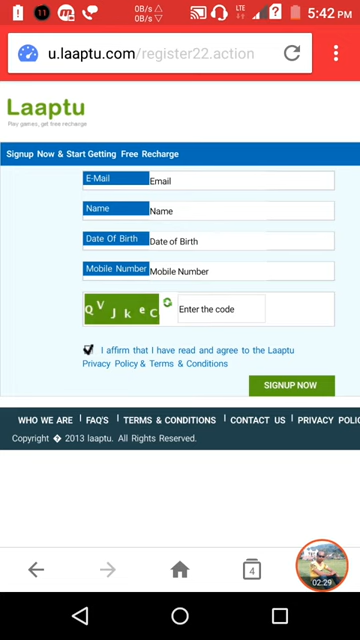 11 0B/s △ 0B/s ▽ LTE 5:42 PM
u.laaptu.com/register22.action
Laaptu
Play games, get free recharge
Signup Now & Start Getting Free Recharge
E-Mail Email
Name Name
Date Of Birth Date of Birth
Mobile Number Mobile Number
Q V J k e C Enter the code
I affirm that I have read and agree to the Laaptu
Privacy Policy & Terms & Conditions
SIGNUP NOW
WHO WE ARE | FAQ'S | TERMS & CONDITIONS | CONTACT US | PRIVACY POLIC
Copyright � 2013 laaptu. All Rights Reserved.
4
02:29